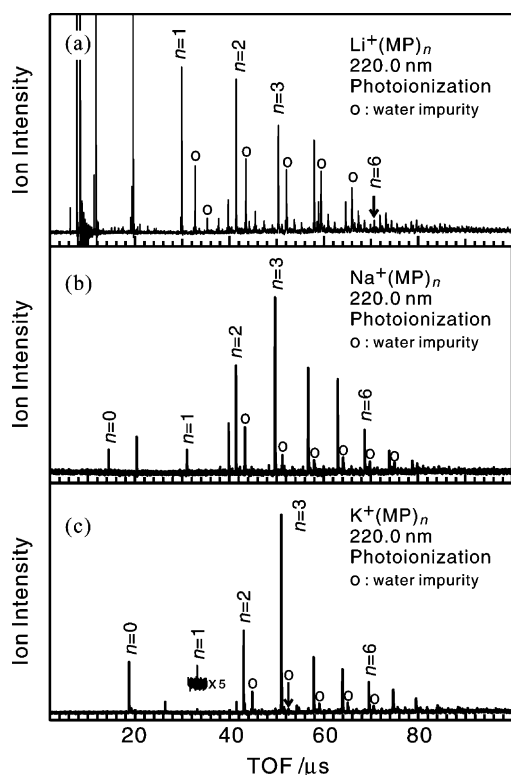 (a)
n=1
n=2
n=3
n=6
Li⁺(MP)ₙ
220.0 nm
Photoionization
o : water impurity
o
o
o
o
o
o
Ion Intensity
(b)
n=0
n=1
n=2
n=3
n=6
Na⁺(MP)ₙ
220.0 nm
Photoionization
o : water impurity
o
o
o
o
o
o
Ion Intensity
(c)
n=0
n=1
x 5
n=2
n=3
n=6
K⁺(MP)ₙ
220.0 nm
Photoionization
o : water impurity
o
o
o
o
o
Ion Intensity
20 40 60 80
TOF /μs